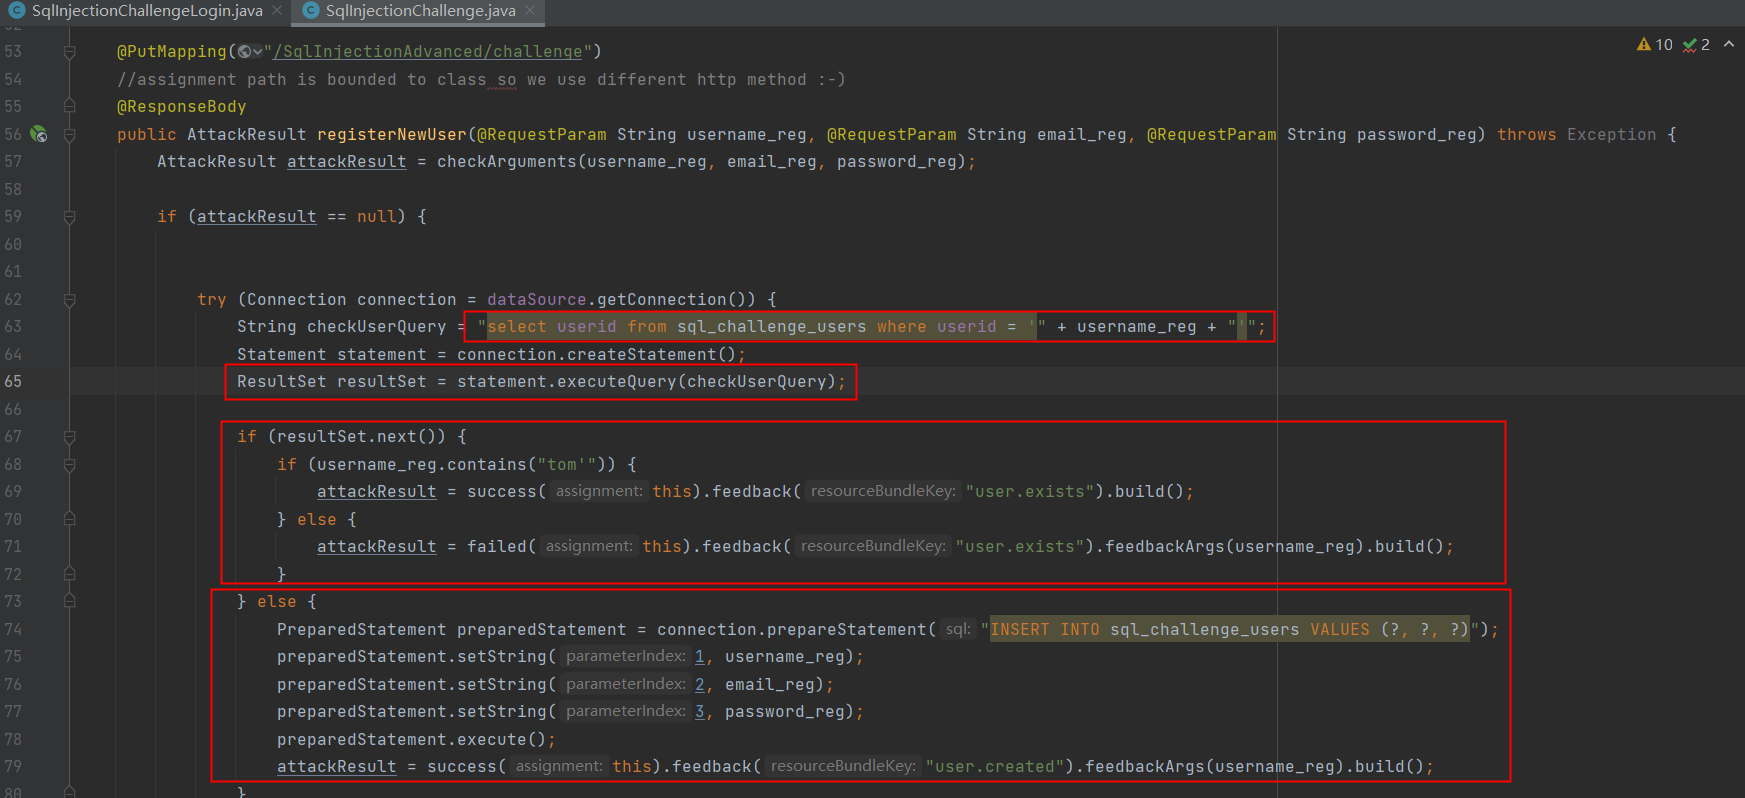 SqlInjectionChallengeLogin.java × SqlInjectionChallenge.java ×
53 @PutMapping("/SqlInjectionAdvanced/challenge") 10 2
54 //assignment path is bounded to class so we use different http method :-)
55 @ResponseBody
56 public AttackResult registerNewUser(@RequestParam String username_reg, @RequestParam String email_reg, @RequestParam String password_reg) throws Exception {
57 AttackResult attackResult = checkArguments(username_reg, email_reg, password_reg);
58
59 if (attackResult == null) {
60
61
62 try (Connection connection = dataSource.getConnection()) {
63 String checkUserQuery = "select userid from sql_challenge_users where userid = '" + username_reg + "'";
64 Statement statement = connection.createStatement();
65 ResultSet resultSet = statement.executeQuery(checkUserQuery);
66
67 if (resultSet.next()) {
68 if (username_reg.contains("tom'")) {
69 attackResult = success( assignment: this).feedback( resourceBundleKey: "user.exists").build();
70 } else {
71 attackResult = failed( assignment: this).feedback( resourceBundleKey: "user.exists").feedbackArgs(username_reg).build();
72 }
73 } else {
74 PreparedStatement preparedStatement = connection.prepareStatement( sql: "INSERT INTO sql_challenge_users VALUES (?, ?, ?)");
75 preparedStatement.setString( parameterIndex: 1, username_reg);
76 preparedStatement.setString( parameterIndex: 2, email_reg);
77 preparedStatement.setString( parameterIndex: 3, password_reg);
78 preparedStatement.execute();
79 attackResult = success( assignment: this).feedback( resourceBundleKey: "user.created").feedbackArgs(username_reg).build();
80 }